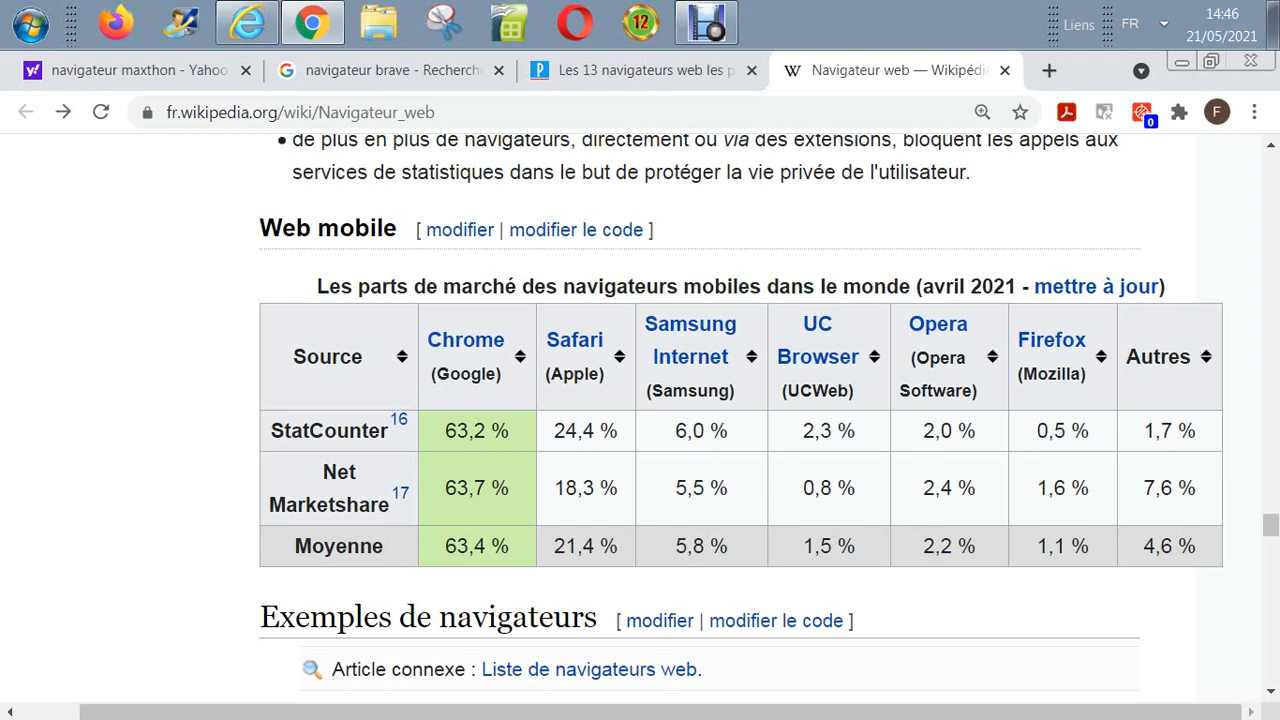 12
Liens
FR
14:46
21/05/2021
navigateur maxthon - Yahoo
navigateur brave - Recherche
Les 13 navigateurs web les p
Navigateur web — Wikipédi
fr.wikipedia.org/wiki/Navigateur_web
0
F
de plus en plus de navigateurs, directement ou via des extensions, bloquent les appels aux
services de statistiques dans le but de protéger la vie privée de l'utilisateur.
Web mobile [ modifier | modifier le code ]
Les parts de marché des navigateurs mobiles dans le monde (avril 2021 - mettre à jour)
Source Chrome (Google) Safari (Apple) Samsung Internet (Samsung) UC Browser (UCWeb) Opera (Opera Software) Firefox (Mozilla) Autres
StatCounter 16 63,2 % 24,4 % 6,0 % 2,3 % 2,0 % 0,5 % 1,7 %
Net Marketshare 17 63,7 % 18,3 % 5,5 % 0,8 % 2,4 % 1,6 % 7,6 %
Moyenne 63,4 % 21,4 % 5,8 % 1,5 % 2,2 % 1,1 % 4,6 %
Exemples de navigateurs [ modifier | modifier le code ]
Article connexe : Liste de navigateurs web.